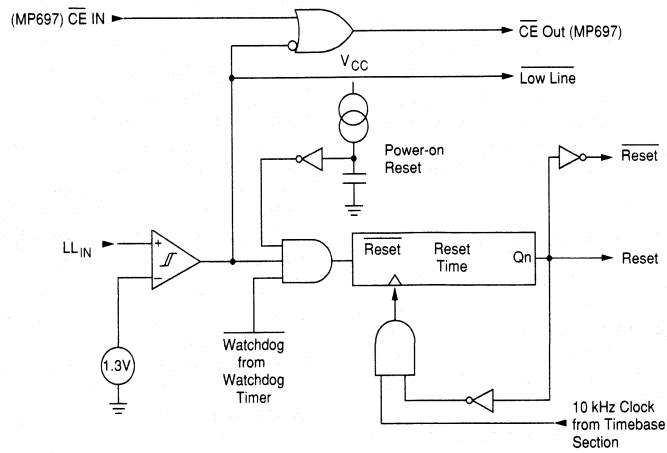 (MP697) CE IN
CE Out (MP697)
VCC
Low Line
Power-on
Reset
Reset
LLIN
+
−
Reset
Reset
Time
Qn
Reset
1.3V
Watchdog
from
Watchdog
Timer
10 kHz Clock
from Timebase
Section